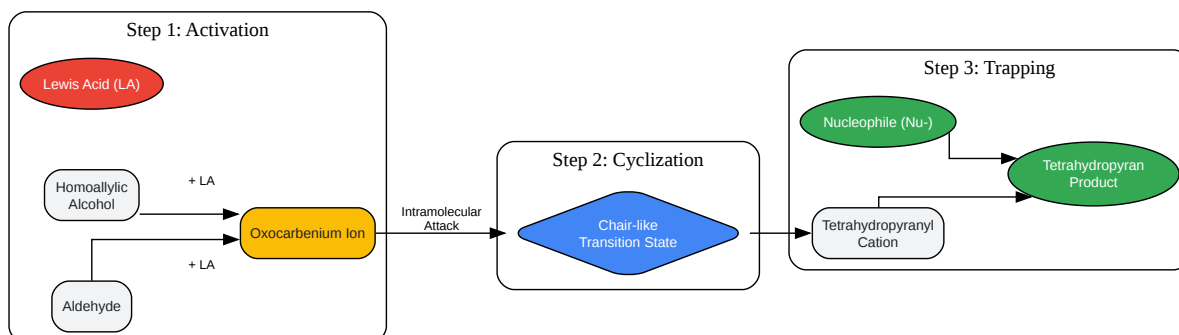 Step 1: Activation
Lewis Acid (LA)
Homoallylic
Alcohol
+ LA
Oxocarbenium Ion
+ LA
Aldehyde
Intramolecular
Attack
Step 2: Cyclization
Chair-like
Transition State
Step 3: Trapping
Nucleophile (Nu-)
Tetrahydropyran
Product
Tetrahydropyranyl
Cation